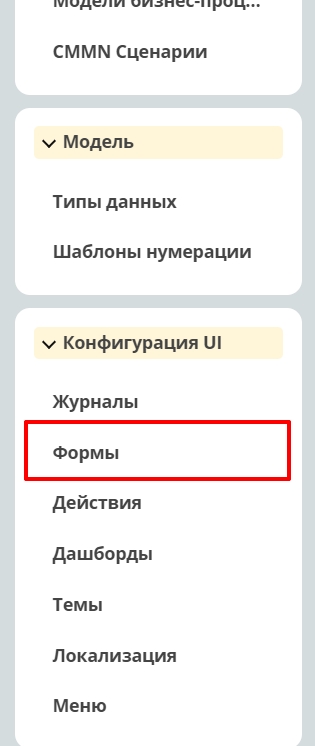 Модели бизнес-проц...
CMMN Сценарии
Модель
Типы данных
Шаблоны нумерации
Конфигурация UI
Журналы
Формы
Действия
Дашборды
Темы
Локализация
Меню